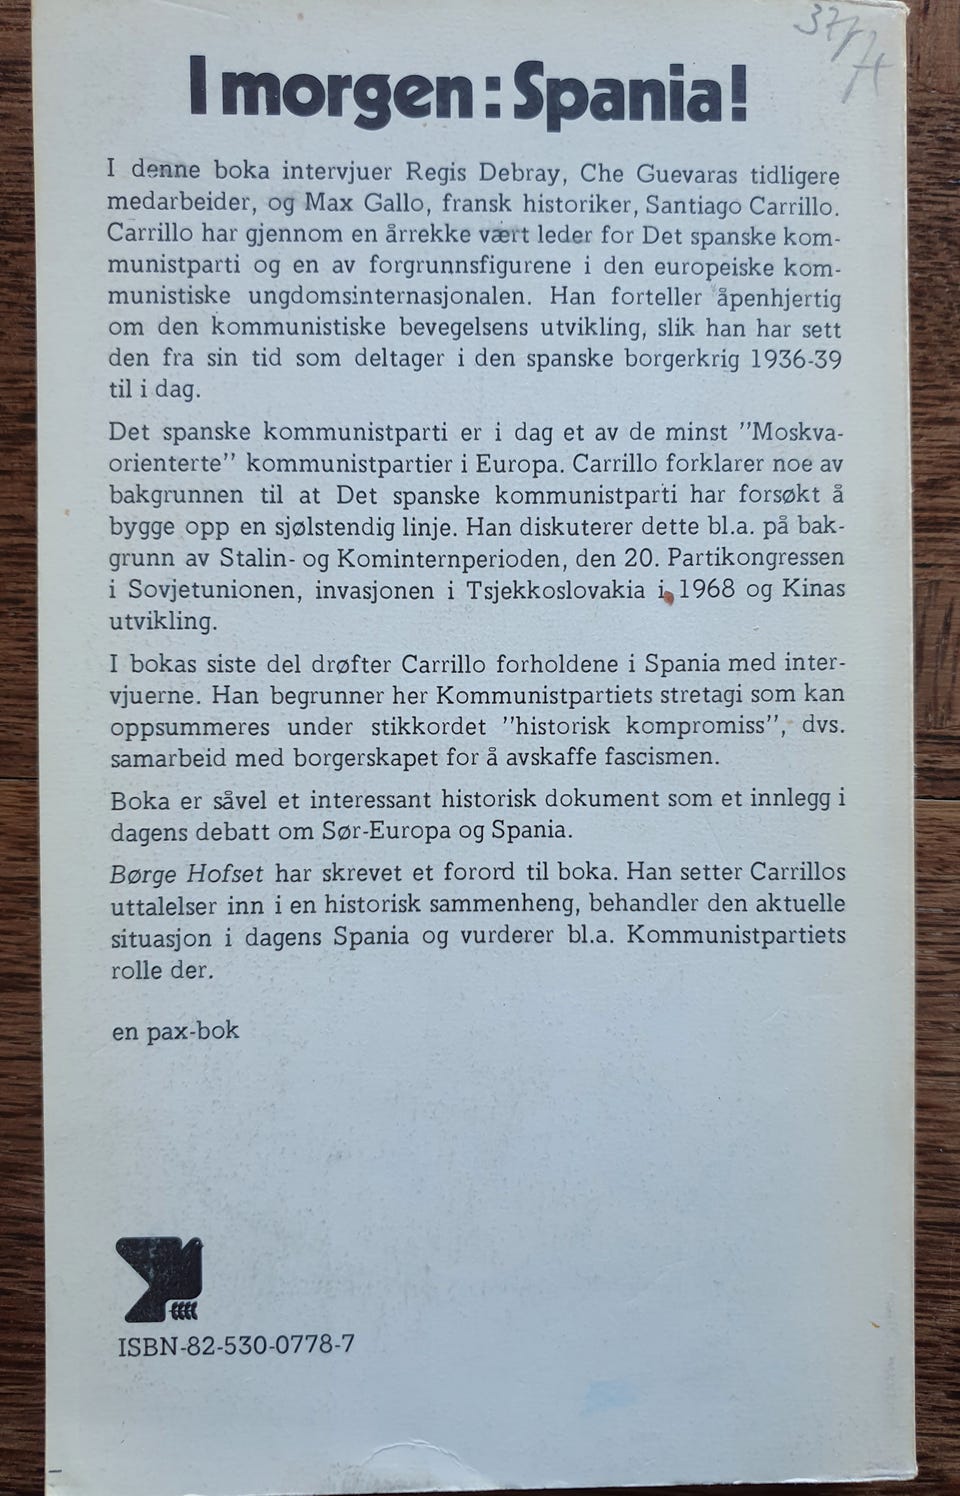 I morgen: Spania!
I denne boka intervjuer Regis Debray, Che Guevaras tidligere
medarbeider, og Max Gallo, fransk historiker, Santiago Carrillo.
Carrillo har gjennom en årrekke vært leder for Det spanske kom-
munistparti og en av forgrunnsfigurene i den europeiske kom-
munistiske ungdomsinternasjonalen. Han forteller åpenhjertig
om den kommunistiske bevegelsens utvikling, slik han har sett
den fra sin tid som deltager i den spanske borgerkrig 1936-39
til i dag.
Det spanske kommunistparti er i dag et av de minst ”Moskva-
orienterte” kommunistpartier i Europa. Carrillo forklarer noe av
bakgrunnen til at Det spanske kommunistparti har forsøkt å
bygge opp en sjølstendig linje. Han diskuterer dette bl.a. på bak-
grunn av Stalin- og Kominternperioden, den 20. Partikongressen
i Sovjetunionen, invasjonen i Tsjekkoslovakia i 1968 og Kinas
utvikling.
I bokas siste del drøfter Carrillo forholdene i Spania med inter-
vjuerne. Han begrunner her Kommunistpartiets stretagi som kan
oppsummeres under stikkordet ”historisk kompromiss”, dvs.
samarbeid med borgerskapet for å avskaffe fascismen.
Boka er såvel et interessant historisk dokument som et innlegg i
dagens debatt om Sør-Europa og Spania.
Børge Hofset har skrevet et forord til boka. Han setter Carrillos
uttalelser inn i en historisk sammenheng, behandler den aktuelle
situasjon i dagens Spania og vurderer bl.a. Kommunistpartiets
rolle der.
en pax-bok
ISBN-82-530-0778-7